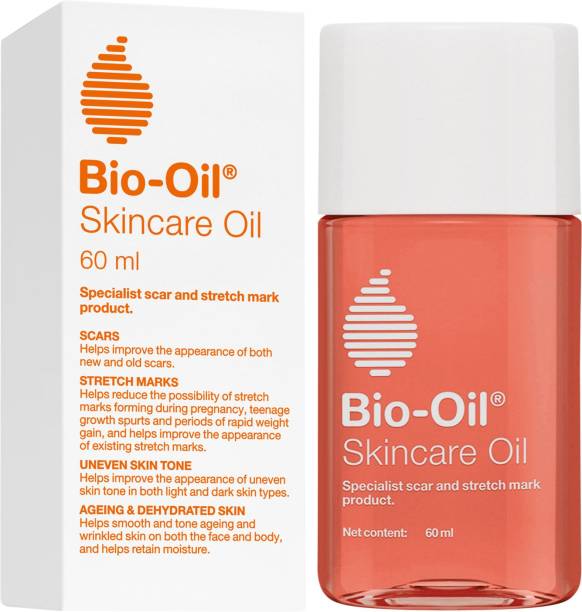 Bio-Oil®
Skincare Oil
60 ml
Specialist scar and stretch mark
product.
SCARS
Helps improve the appearance of both
new and old scars.
STRETCH MARKS
Helps reduce the possibility of stretch
marks forming during pregnancy, teenage
growth spurts and periods of rapid weight
gain, and helps improve the appearance
of existing stretch marks.
UNEVEN SKIN TONE
Helps improve the appearance of uneven
skin tone in both light and dark skin types.
AGEING & DEHYDRATED SKIN
Helps smooth and tone ageing and
wrinkled skin on both the face and body,
and helps retain moisture.
Bio-Oil®
Skincare Oil
Specialist scar and stretch mark
product.
Net content: 60 ml